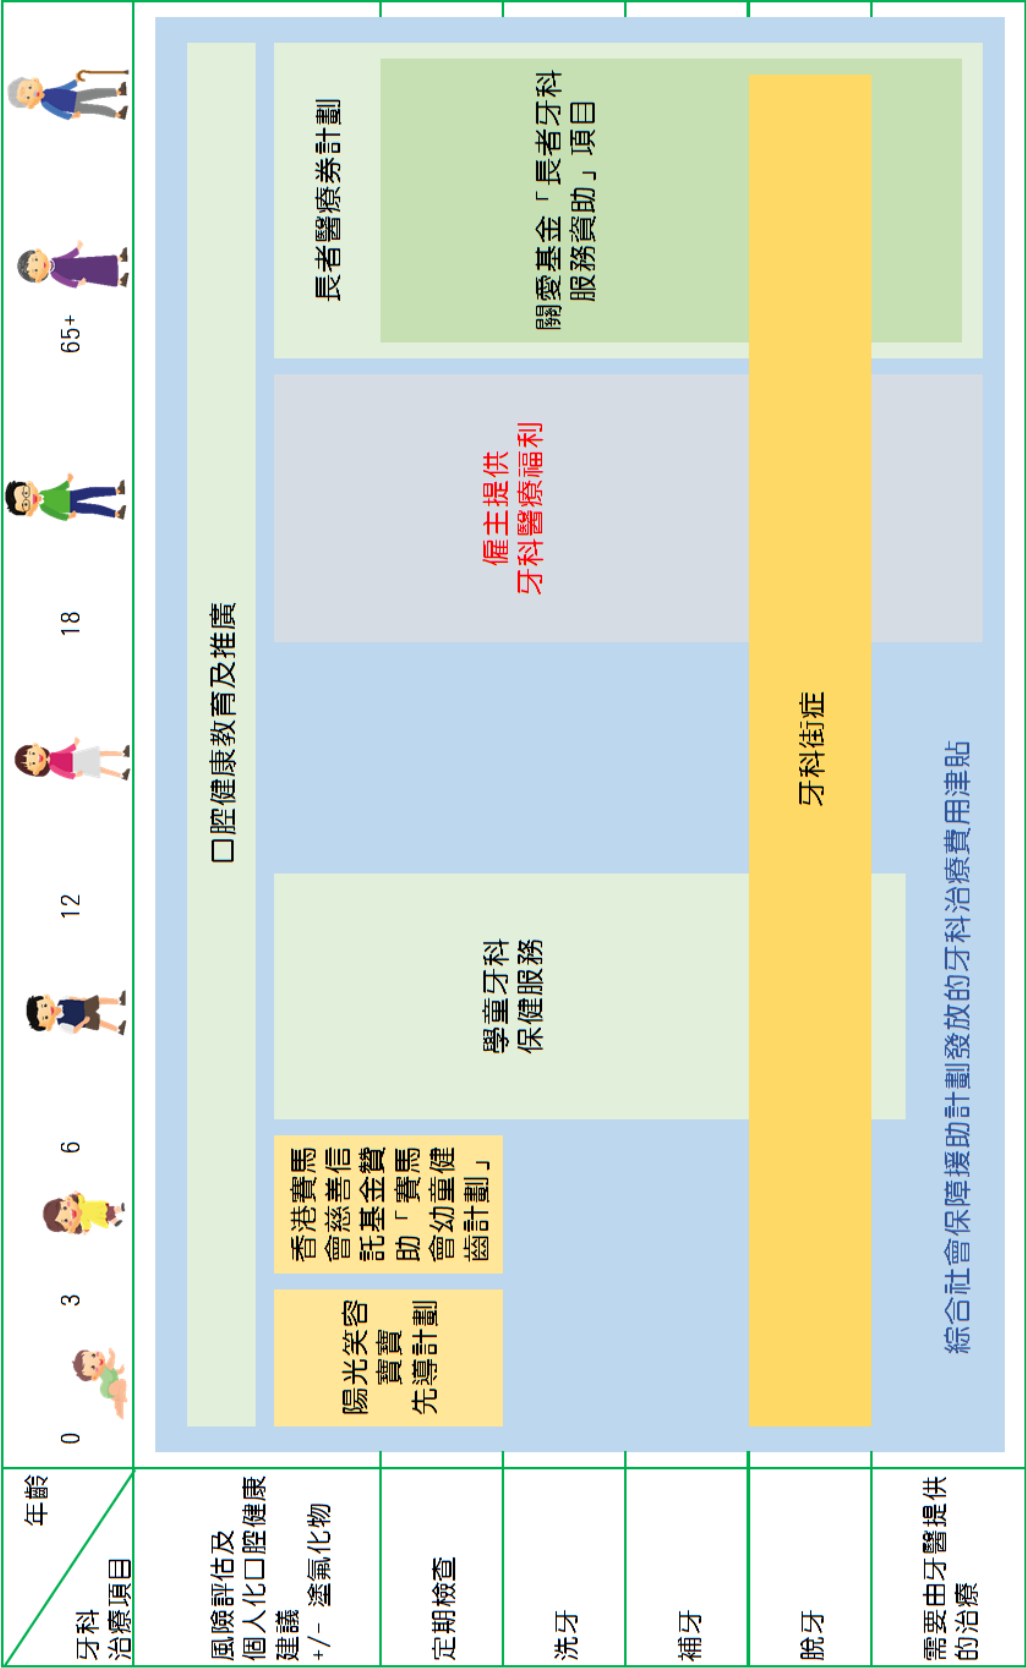 年齡
牙科
治療項目
0
3
6
12
18
65+
風險評估及
個人化口腔健康
建議
+/- 塗氟化物
定期檢查
洗牙
補牙
脫牙
需要由牙醫提供
的治療
口腔健康教育及推廣
陽光笑容
寶寶
先導計劃
香港賽馬
會慈善信
託基金贊
助「賽馬
會幼童健
齒計劃」
學童牙科
保健服務
僱主提供
牙科醫療福利
長者醫療券計劃
關愛基金「長者牙科
服務資助」項目
牙科街症
綜合社會保障援助計劃發放的牙科治療費用津貼